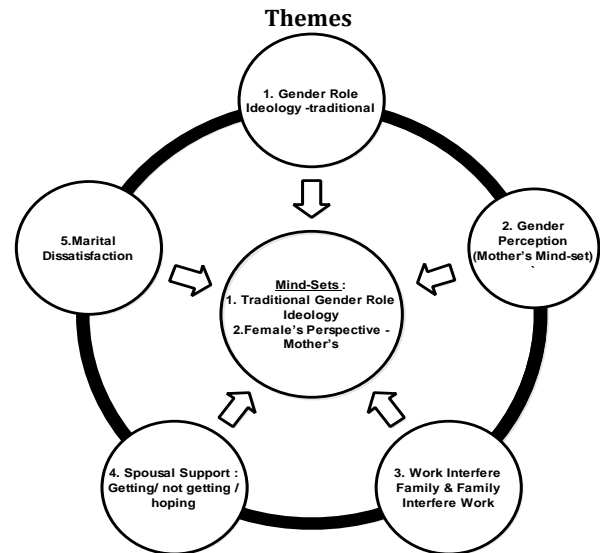 Themes
1. Gender Role
Ideology -traditional
2. Gender
Perception
(Mother's Mind-set)
`
3. Work Interfere
Family & Family
Interfere Work
4. Spousal Support :
Getting/ not getting /
hoping
5.Marital
Dissatisfaction
Mind-Sets :
1. Traditional Gender Role
Ideology
2.Female's Perspective -
Mother's